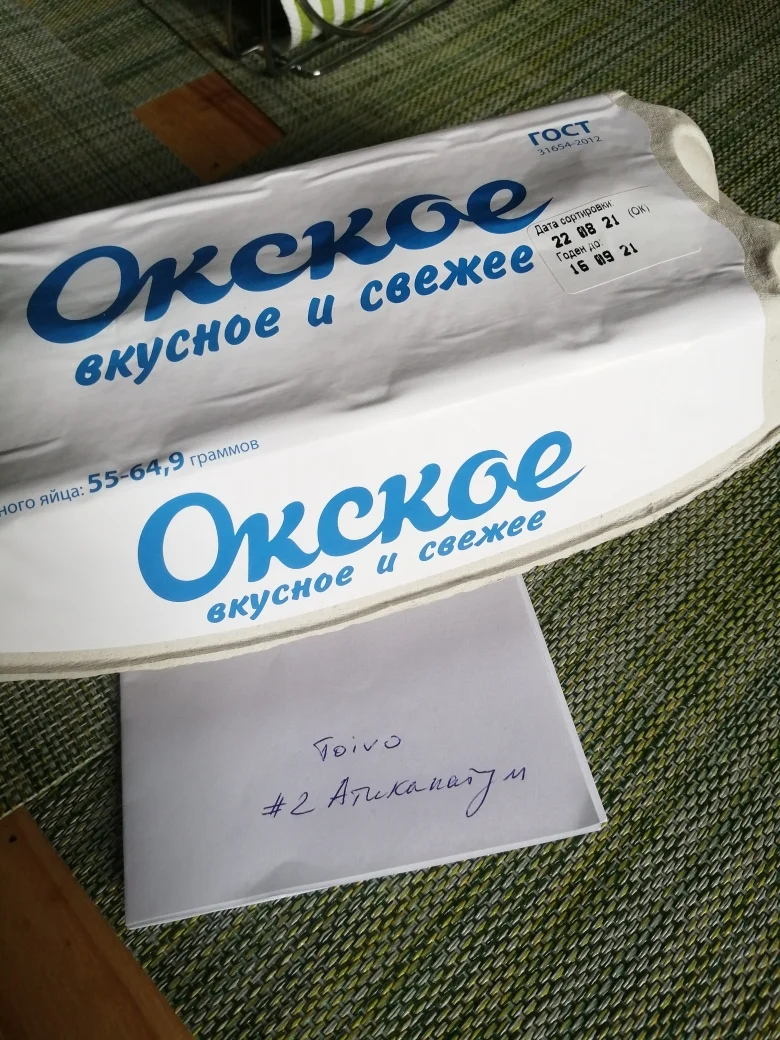 ГОСТ
31654-2012
Окское
вкусное и свежее
Дата сортировки:
22 08 21 (ОК)
Годен до:
16 09 21
ного яйца: 55-64,9 граммов
Окское
вкусное и свежее
Toivo
#2